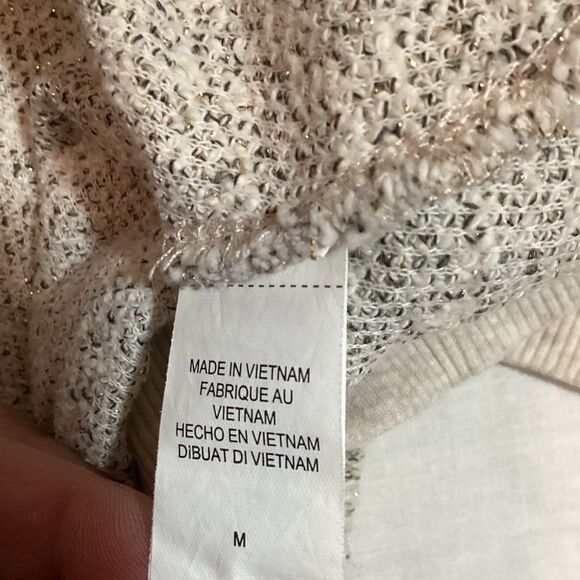 MADE IN VIETNAM
FABRIQUE AU
VIETNAM
HECHO EN VIETNAM
DIBUAT DI VIETNAM
M